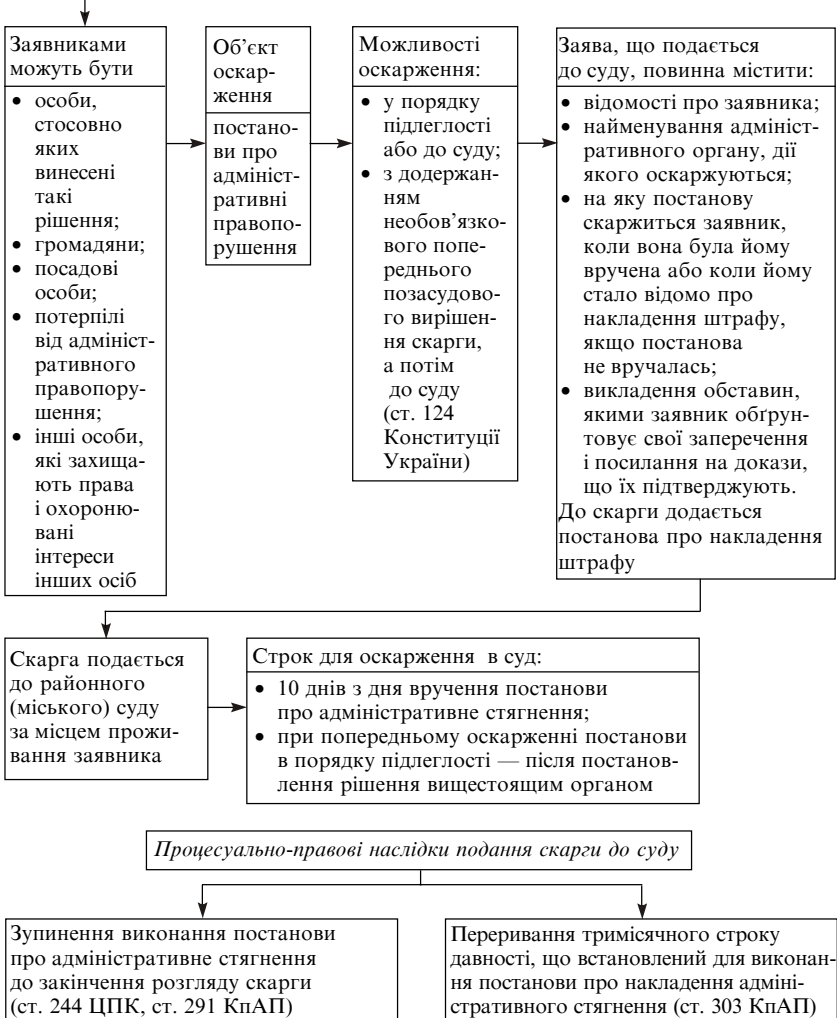 Заявниками
можуть бути
• особи,
стосовно
яких
винесені
такі
рішення;
• громадяни;
• посадові
особи;
• потерпілі
від адмініст-
ративного
правопору-
шення;
• інші особи,
які захища-
ють права
і охороню-
вані
інтереси
інших осіб
Об’єкт
оскар-
ження
постано-
ви про
адмініст-
ративні
правопо-
рушення
Можливості
оскарження:
• у порядку
підлеглості
або до суду;
• з додержан-
ням
необов’язко-
вого попе-
реднього
позасудово-
го вирішен-
ня скарги,
а потім
до суду
(ст. 124
Конституції
України)
Заява, що подається
до суду, повинна містити:
• відомості про заявника;
• найменування адмініст-
ративного органу, дії
якого оскаржуються;
• на яку постанову
скаржиться заявник,
коли вона була йому
вручена або коли йому
стало відомо про
накладення штрафу,
якщо постанова
не вручалась;
• викладення обставин,
якими заявник обґрун-
товує свої заперечення
і посилання на докази,
що їх підтверджують.
До скарги додається
постанова про накладення
штрафу
Скарга подається
до районного
(міського) суду
за місцем прожи-
вання заявника
Строк для оскарження в суд:
• 10 днів з дня вручення постанови
про адміністративне стягнення;
• при попередньому оскарженні постанови
в порядку підлеглості — після постанов-
лення рішення вищестоящим органом
Процесуально-правові наслідки подання скарги до суду
Зупинення виконання постанови
про адміністративне стягнення
до закінчення розгляду скарги
(ст. 244 ЦПК, ст. 291 КпАП)
Переривання тримісячного строку
давності, що встановлений для виконан-
ня постанови про накладення адміні-
стративного стягнення (ст. 303 КпАП)